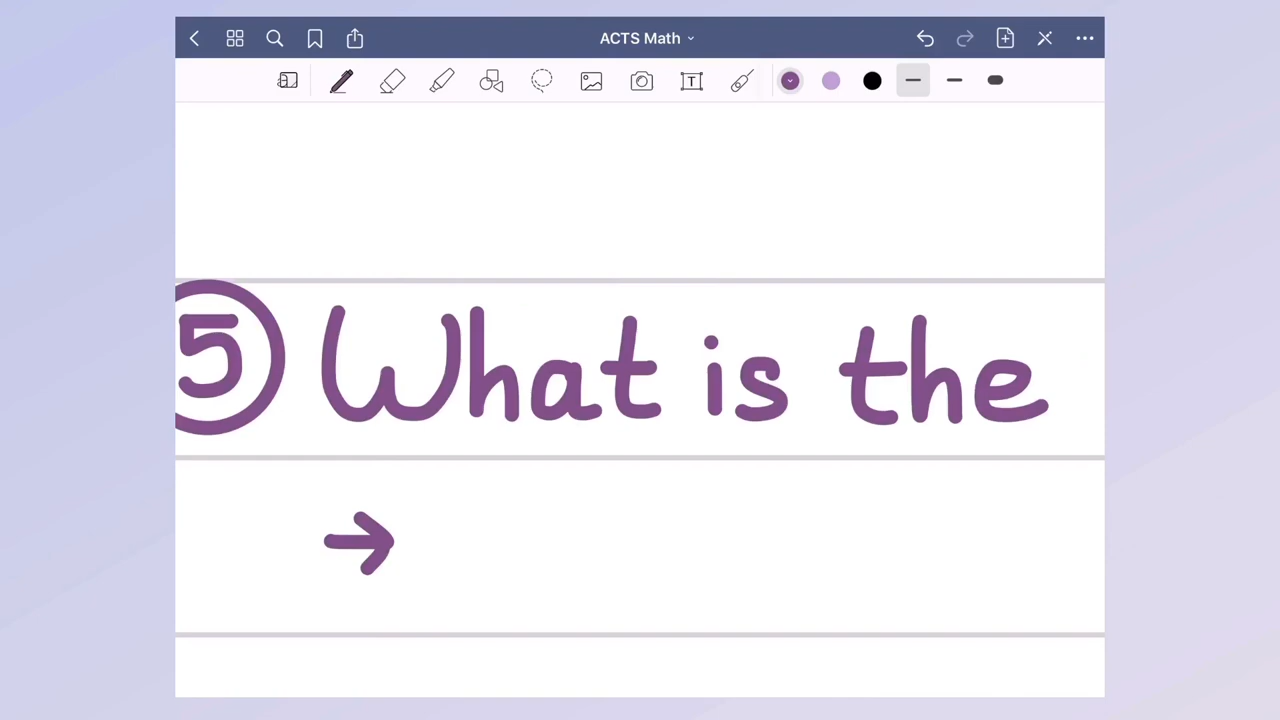 ACTS Math
T
⑤ What is the
→